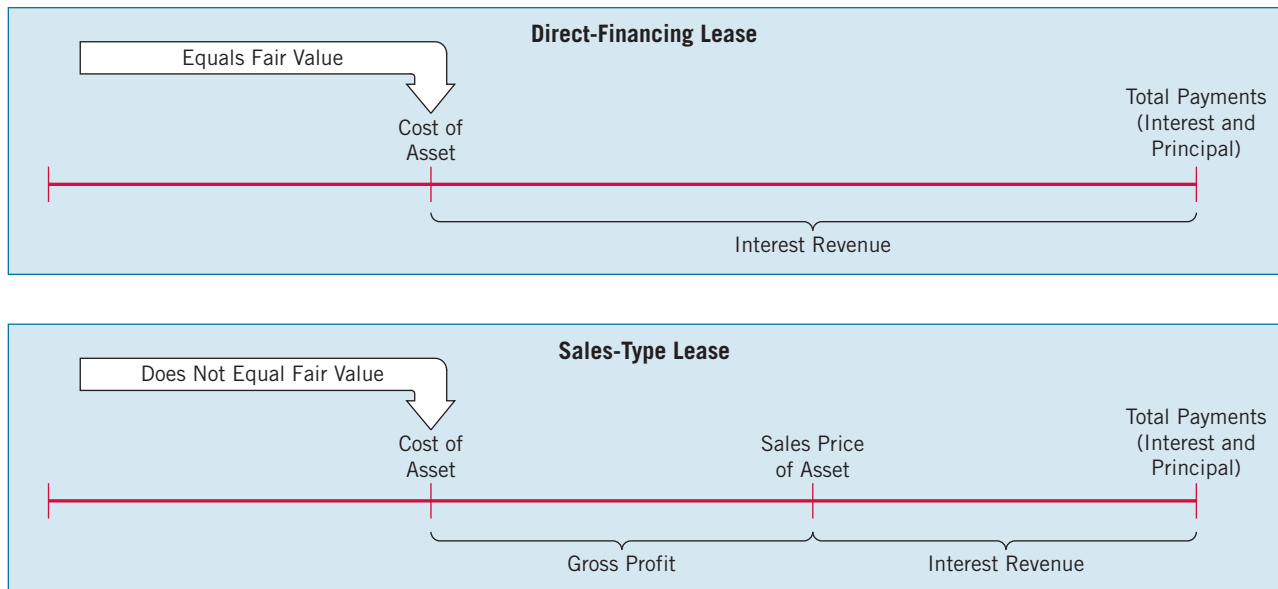 Direct-Financing Lease
Equals Fair Value
Cost of
Asset
Total Payments
(Interest and
Principal)
Interest Revenue
Sales-Type Lease
Does Not Equal Fair Value
Cost of
Asset
Sales Price
of Asset
Total Payments
(Interest and
Principal)
Gross Profit
Interest Revenue